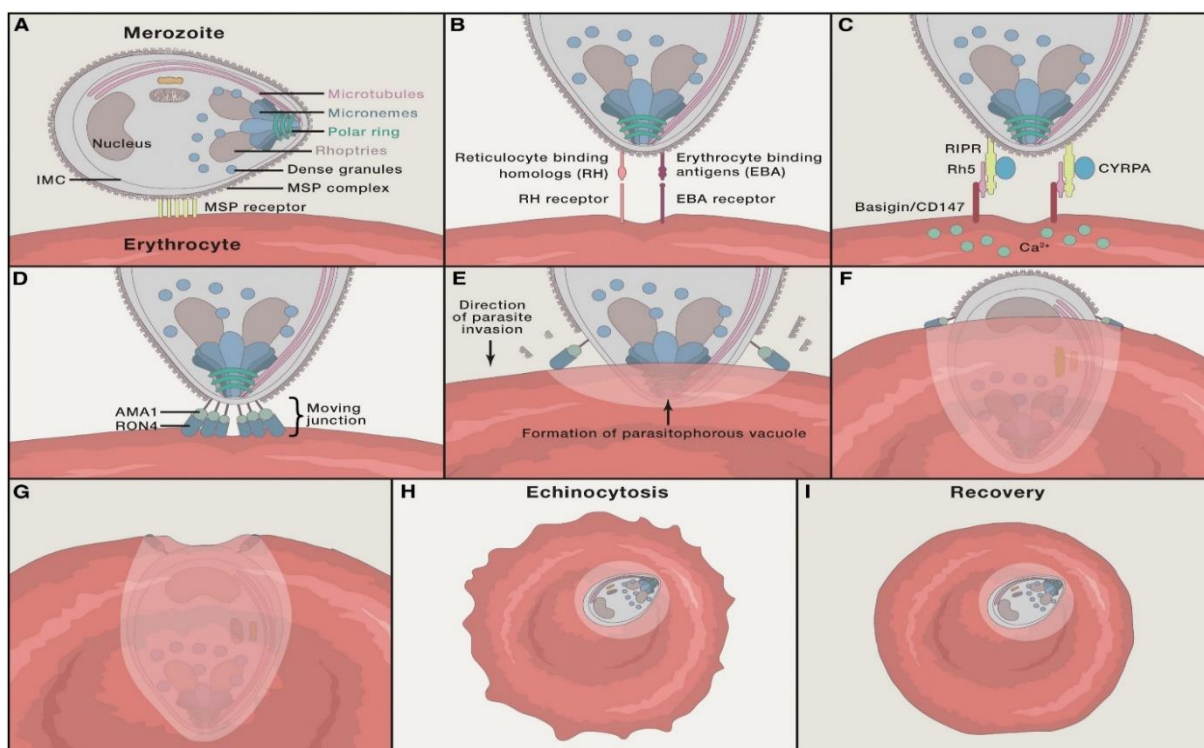 A
Merozoite
Microtubules
Micronemes
Polar ring
Rhoptries
Dense granules
MSP complex
MSP receptor
Nucleus
IMC
Erythrocyte
B
Reticulocyte binding
homologs (RH)
Erythrocyte binding
antigens (EBA)
RH receptor
EBA receptor
C
RIPR
Rh5
CYRPA
Basigin/CD147
Ca²⁺
D
AMA1
RON4
Moving
junction
E
Direction
of parasite
invasion
Formation of parasitophorous vacuole
F
G
H
Echinocytosis
I
Recovery